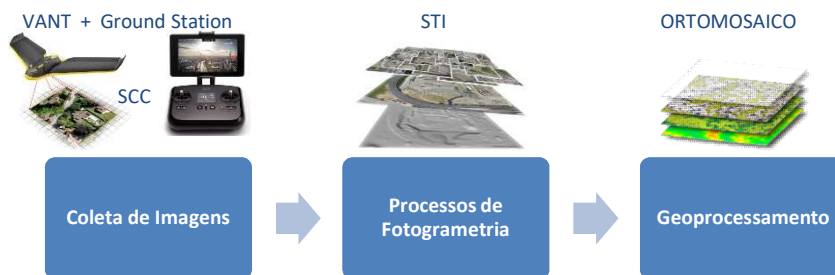 VANT + Ground Station
STI
ORTOMOSAICO
SCC
Coleta de Imagens
Processos de
Fotogrametria
Geoprocessamento